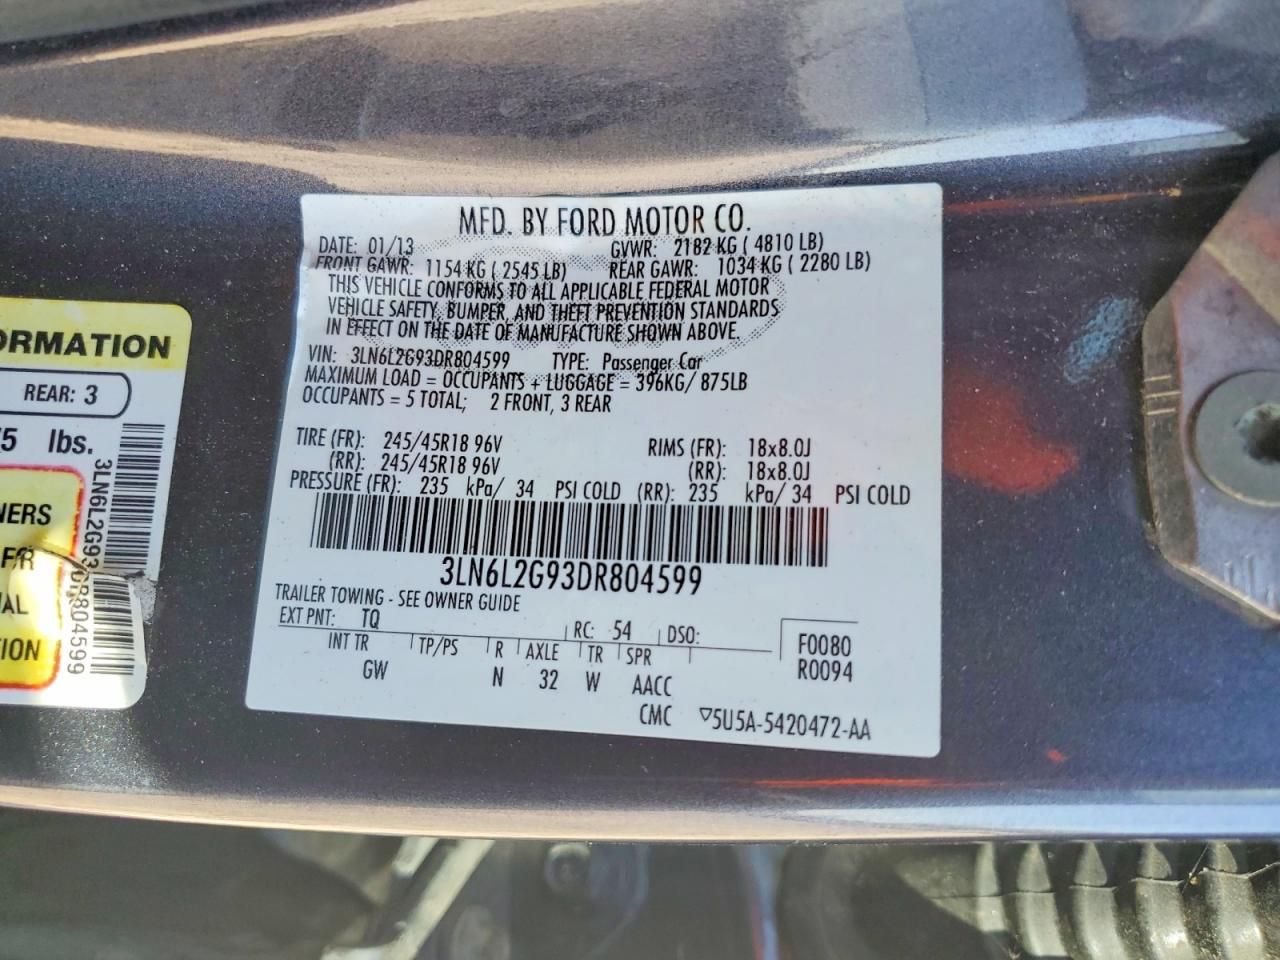 MFD. BY FORD MOTOR CO.
DATE: 01/13 GVWR: 2182 KG ( 4810 LB)
FRONT GAWR: 1154 KG ( 2545 LB) REAR GAWR: 1034 KG ( 2280 LB)
THIS VEHICLE CONFORMS TO ALL APPLICABLE FEDERAL MOTOR
VEHICLE SAFETY, BUMPER, AND THEFT PREVENTION STANDARDS
IN EFFECT ON THE DATE OF MANUFACTURE SHOWN ABOVE.
VIN: 3LN6L2G93DR804599 TYPE: Passenger Car
MAXIMUM LOAD = OCCUPANTS + LUGGAGE = 396KG/ 875LB
OCCUPANTS = 5 TOTAL; 2 FRONT, 3 REAR
TIRE (FR): 245/45R18 96V RIMS (FR): 18x8.0J
(RR): 245/45R18 96V (RR): 18x8.0J
PRESSURE (FR): 235 kPa/ 34 PSI COLD (RR): 235 kPa/ 34 PSI COLD
3LN6L2G93DR804599
TRAILER TOWING - SEE OWNER GUIDE
EXT PNT: TQ RC: 54 DSO: F0080
INT TR TP/PS R AXLE TR SPR R0094
GW N 32 W AACC
CMC ▽5U5A-5420472-AA
ORMATION
REAR: 3
75 lbs.
NERS
F/R
AL
TION
3LN6L2G93DR804599